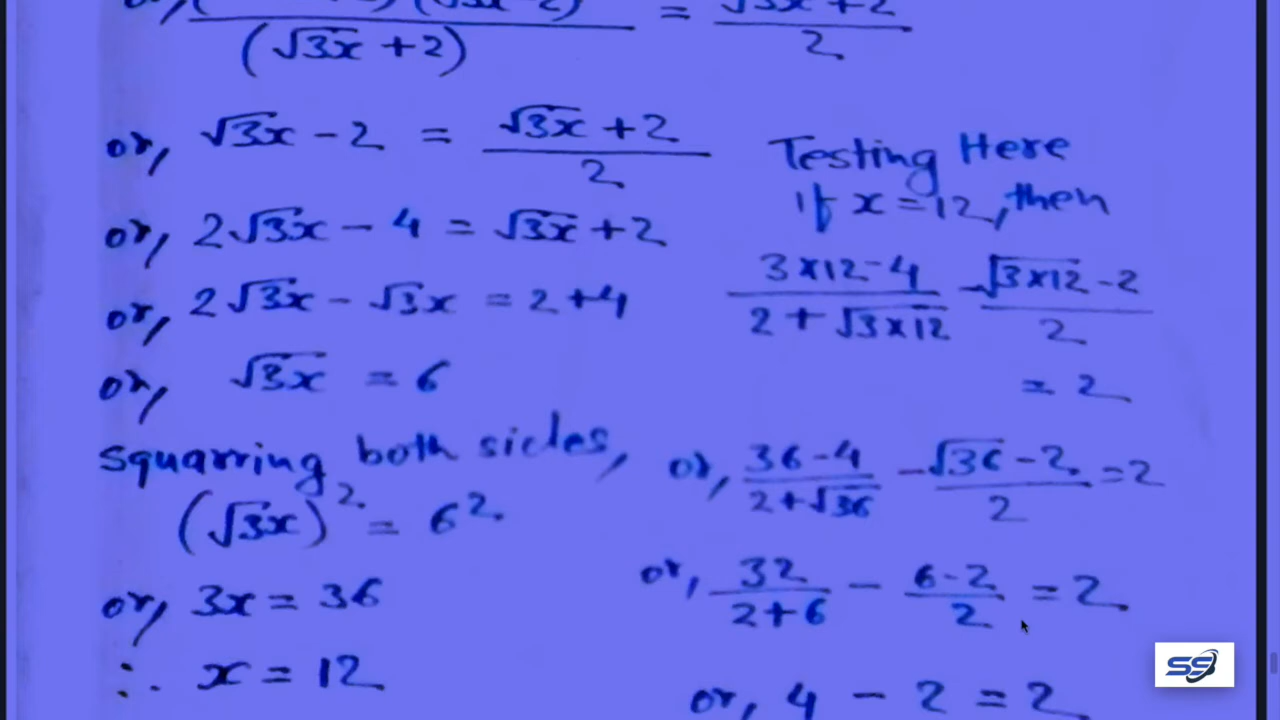 (√3x + 2) = √3x + 2 / 2
or, √3x - 2 = √3x + 2 / 2
or, 2√3x - 4 = √3x + 2
or, 2√3x - √3x = 2 + 4
or, √3x = 6
squarring both sides,
(√3x)² = 6²
or, 3x = 36
∴ x = 12
Testing Here
if x = 12, then
3×12-4 / 2 + √3×12 - √3×12 - 2 / 2
= 2
or, 36-4 / 2+√36 - √36-2 / 2 = 2
or, 32 / 2+6 - 6-2 / 2 = 2
or, 4 - 2 = 2
SS